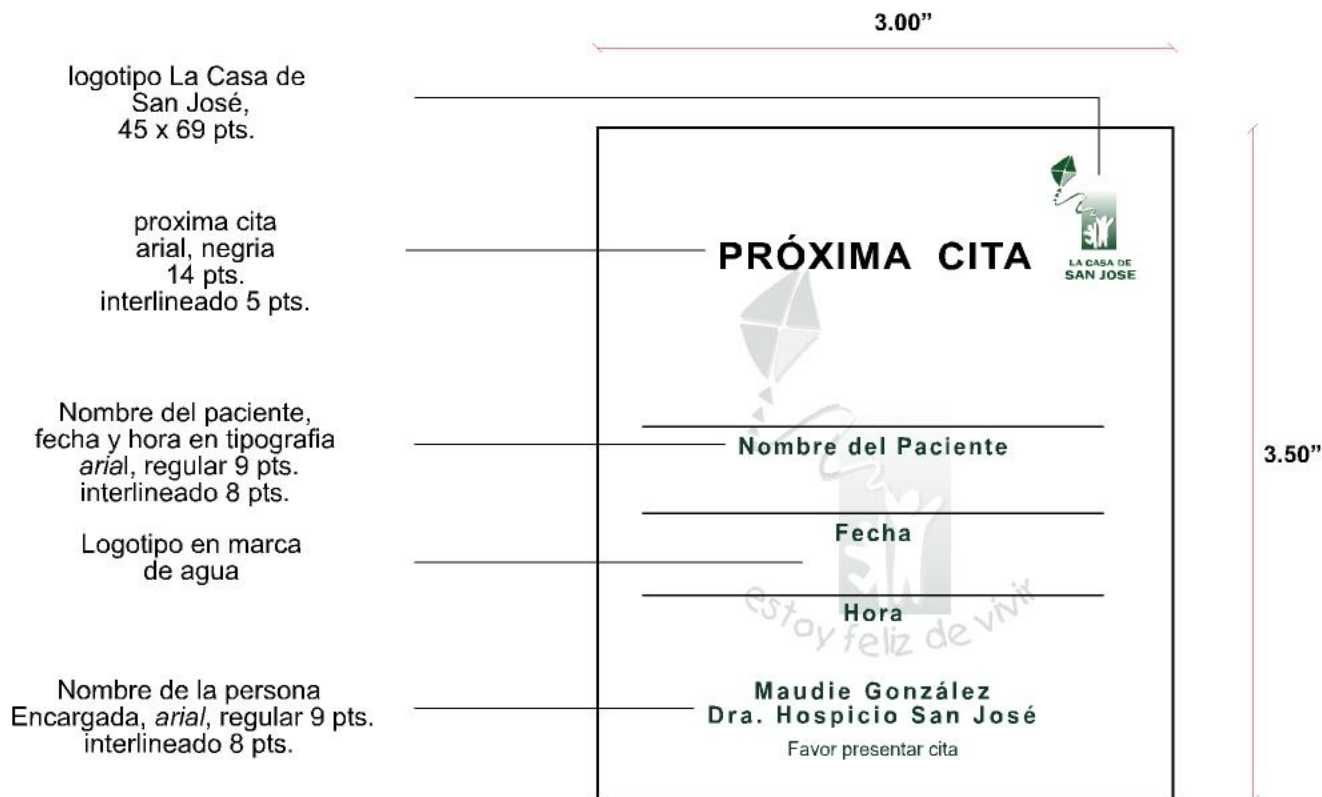 3.00”
logotipo La Casa de
San José,
45 x 69 pts.
proxima cita
arial, negria
14 pts.
interlineado 5 pts.
Nombre del paciente,
fecha y hora en tipografia
arial, regular 9 pts.
interlineado 8 pts.
Logotipo en marca
de agua
Nombre de la persona
Encargada, arial, regular 9 pts.
interlineado 8 pts.
LA CASA DE
SAN JOSE
PRÓXIMA CITA
Nombre del Paciente
Fecha
Hora
estoy feliz de vivir
Maudie González
Dra. Hospicio San José
Favor presentar cita
3.50”